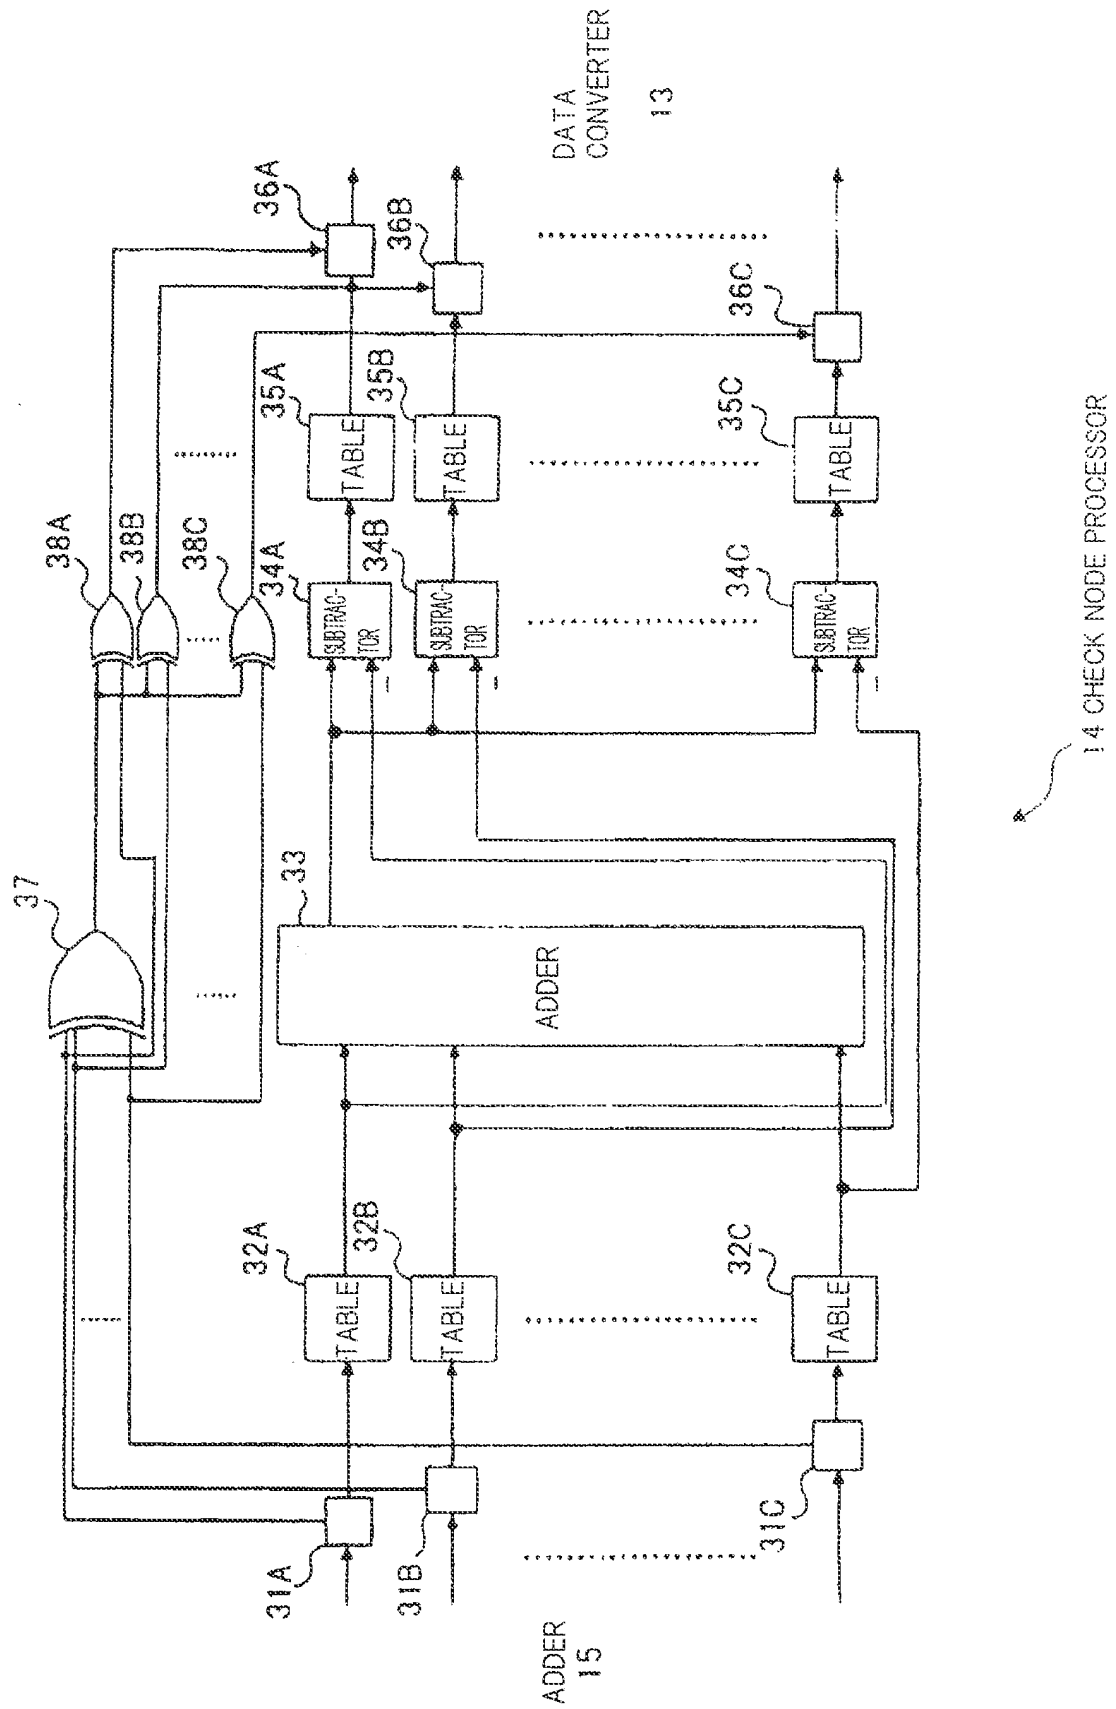 37
38A
38B
38C
36A
36B
36C
DATA
CONVERTER
13
35A
35B
35C
TABLE
TABLE
TABLE
34A
34B
34C
SUBTRAC-
TOR
SUBTRAC-
TOR
SUBTRAC-
TOR
33
ADDER
32A
32B
32C
TABLE
TABLE
TABLE
31A
31B
31C
ADDER
15
14 CHECK NODE PROCESSOR